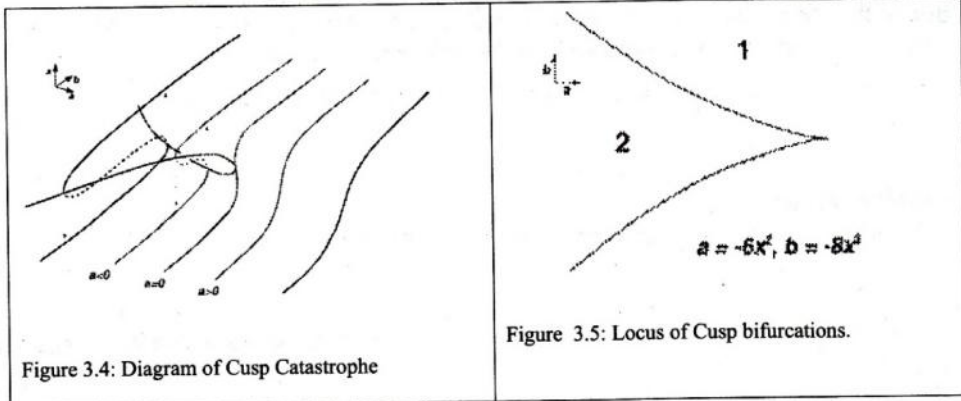 x
b
a
a<0
a=0
a>0
Figure 3.4: Diagram of Cusp Catastrophe
1
b
a
2
a = -6x², b = -8x³
Figure 3.5: Locus of Cusp bifurcations.